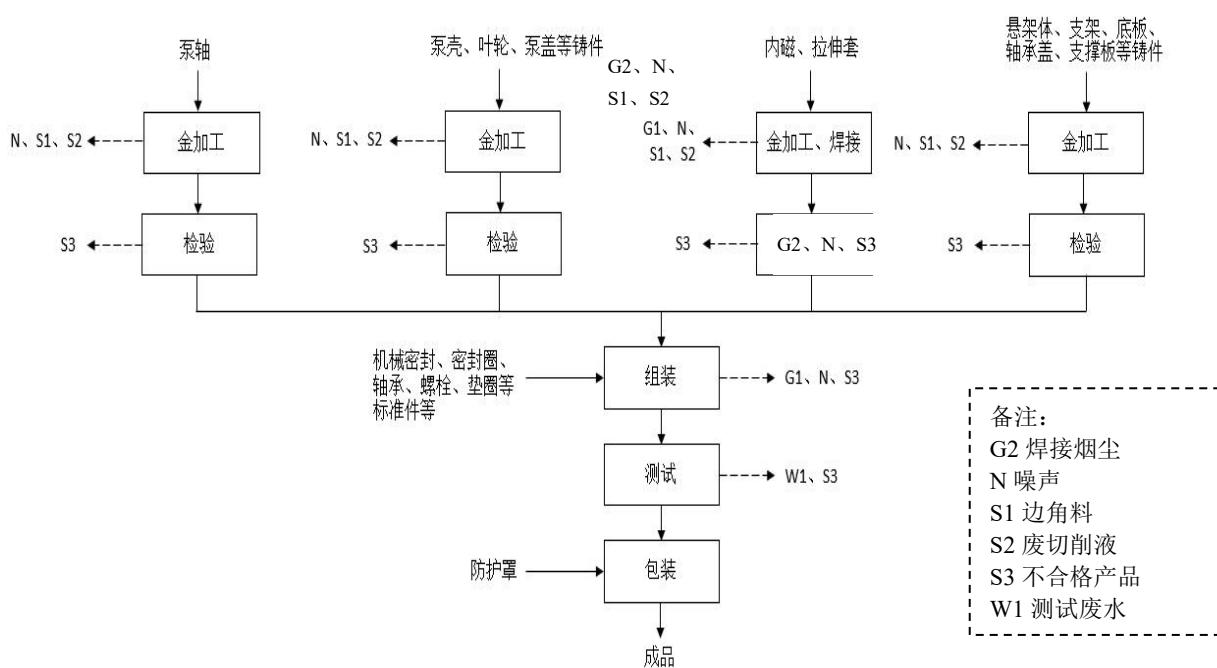 泵轴
泵壳、叶轮、泵盖等铸件
G2、N、
S1、S2
内磁、拉伸套
悬架体、支架、底板、
轴承盖、支撑板等铸件
N、S1、S2
金加工
N、S1、S2
金加工
G1、N、
S1、S2
金加工、焊接
N、S1、S2
金加工
S3
检验
S3
检验
S3
G2、N、S3
S3
检验
机械密封、密封圈、
轴承、螺栓、垫圈等
标准件等
组装
G1、N、S3
测试
W1、S3
防护罩
包装
成品
备注：
G2 焊接烟尘
N 噪声
S1 边角料
S2 废切削液
S3 不合格产品
W1 测试废水